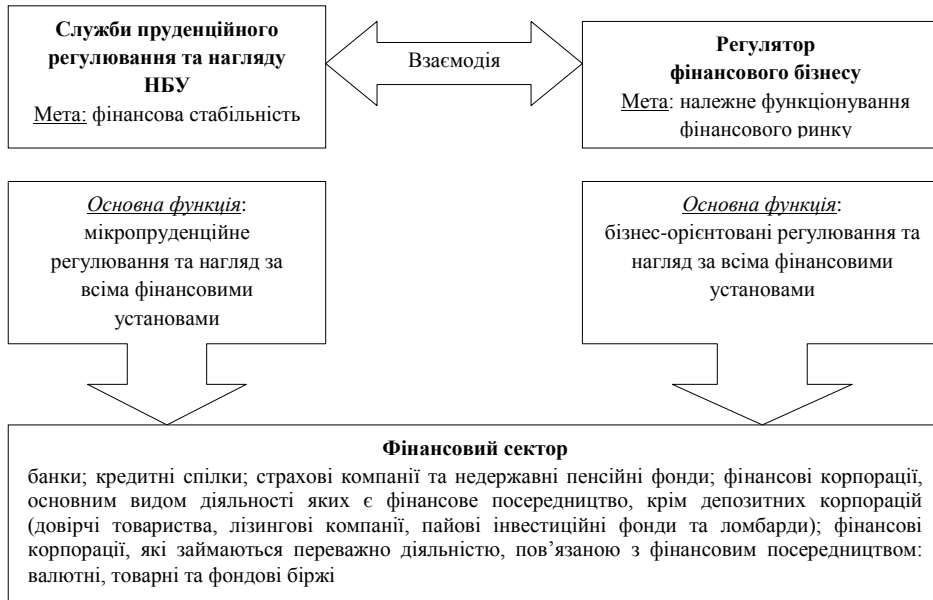 Служби пруденційного
регулювання та нагляду
НБУ
Мета: фінансова стабільність
Взаємодія
Регулятор
фінансового бізнесу
Мета: належне функціонування
фінансового ринку
Основна функція:
мікропруденційне
регулювання та нагляд за
всіма фінансовими
установами
Основна функція:
бізнес-орієнтовані регулювання та
нагляд за всіма фінансовими
установами
Фінансовий сектор
банки; кредитні спілки; страхові компанії та недержавні пенсійні фонди; фінансові корпорації,
основним видом діяльності яких є фінансове посередництво, крім депозитних корпорацій
(довірчі товариства, лізингові компанії, пайові інвестиційні фонди та ломбарди); фінансові
корпорації, які займаються переважно діяльністю, пов’язаною з фінансовим посередництвом:
валютні, товарні та фондові біржі